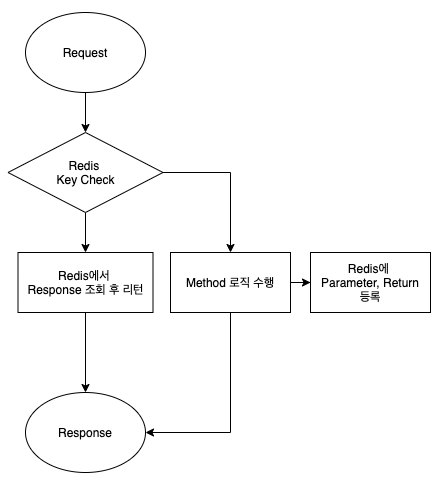 Request
Redis
Key Check
Redis에서
Response 조회 후 리턴
Method 로직 수행
Redis에
Parameter, Return
등록
Response